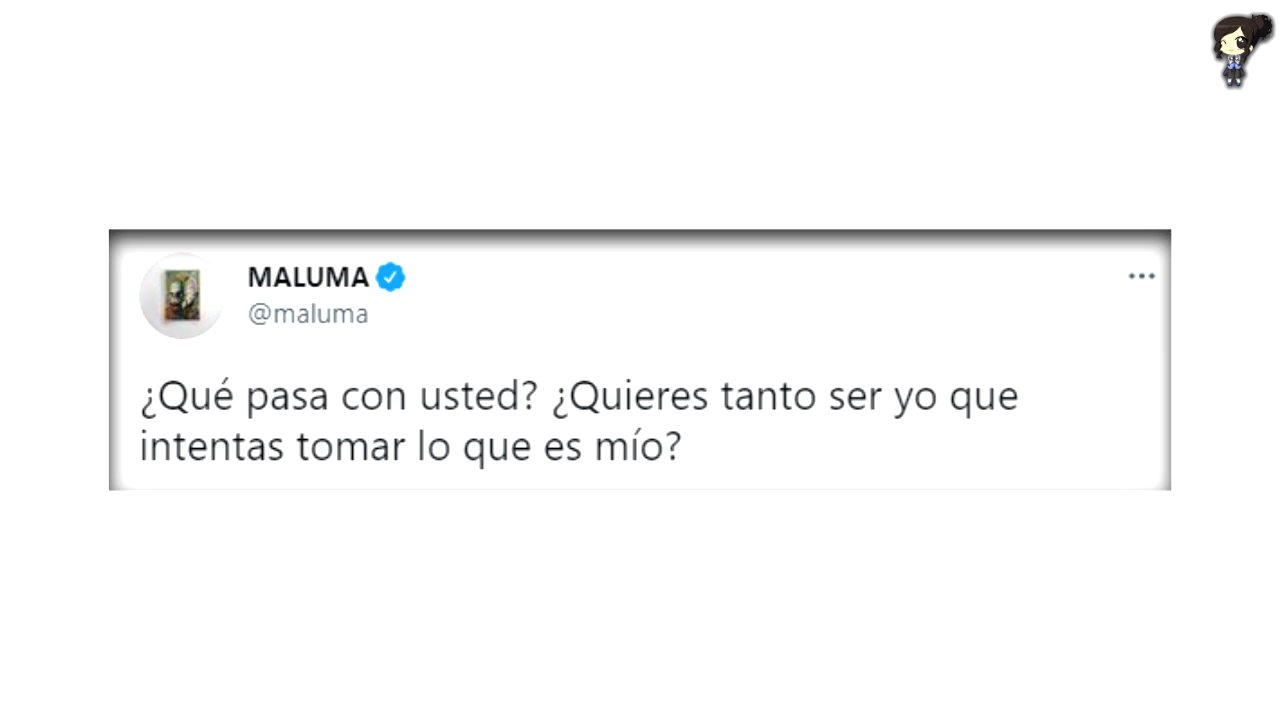 MALUMA
@maluma
¿Qué pasa con usted? ¿Quieres tanto ser yo que
intentas tomar lo que es mío?